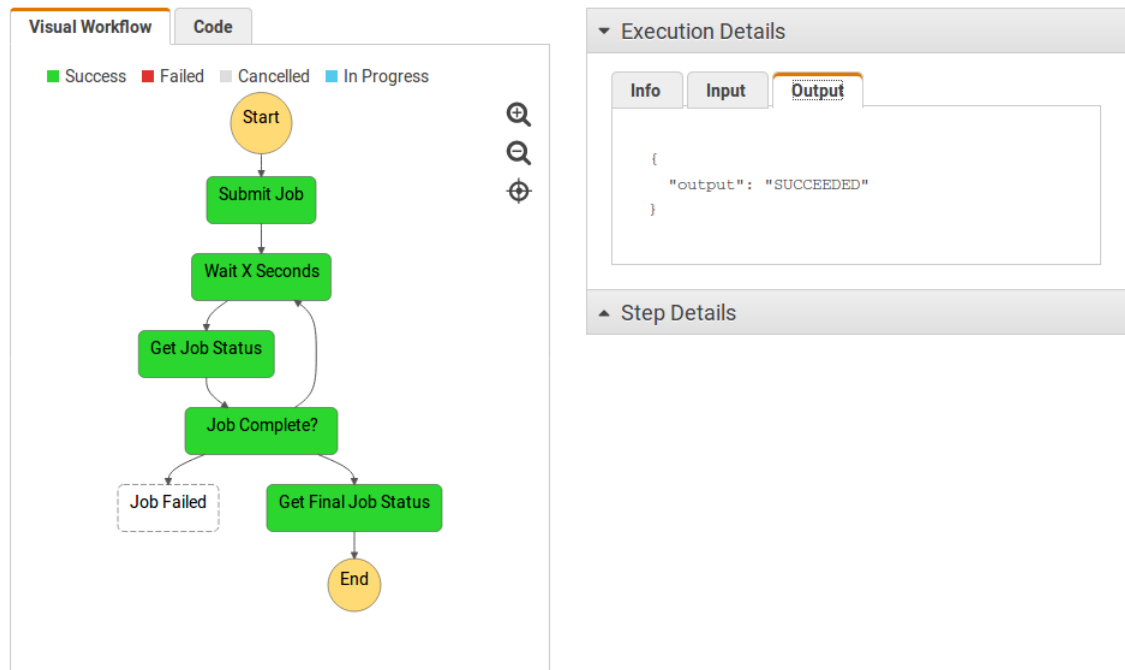 Visual Workflow
Code
Success
Failed
Cancelled
In Progress
Start
Submit Job
Wait X Seconds
Get Job Status
Job Complete?
Job Failed
Get Final Job Status
End
Execution Details
Info
Input
Output
{
"output": "SUCCEEDED"
}
Step Details